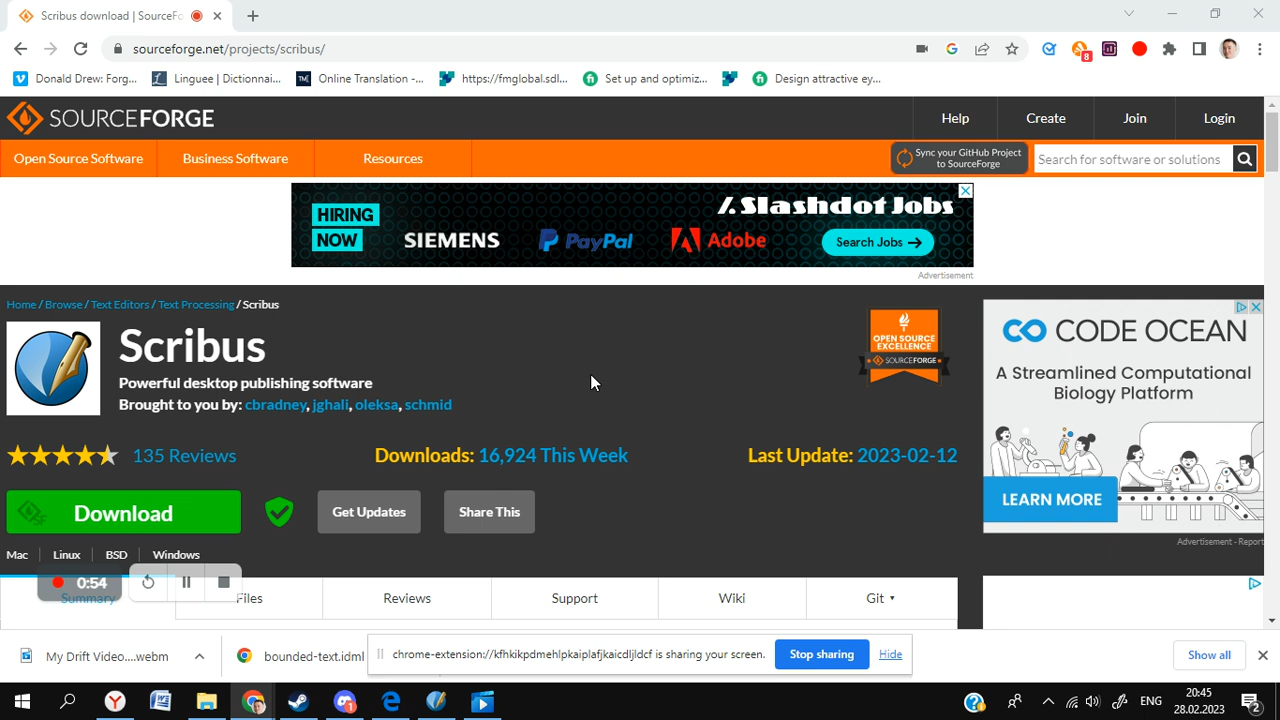 Scribus download | SourceFo
sourceforge.net/projects/scribus/
8
Donald Drew: Forg...
Linguee | Dictionnai...
TM
Online Translation -...
https://fmglobal.sdl...
Set up and optimiz...
Design attractive ey...
SOURCEFORGE
Help
Create
Join
Login
Open Source Software
Business Software
Resources
Sync your GitHub Project
to SourceForge
Search for software or solutions
HIRING
NOW
SIEMENS
PayPal
Adobe
/.Slashdot Jobs
Search Jobs →
Advertisement
Home / Browse / Text Editors / Text Processing / Scribus
Scribus
Powerful desktop publishing software
Brought to you by: cbradney, jghali, oleksa, schmid
OPEN SOURCE
EXCELLENCE
SOURCEFORGE
CODE OCEAN
A Streamlined Computational
Biology Platform
LEARN MORE
Advertisement - Report
135 Reviews
Downloads: 16,924 This Week
Last Update: 2023-02-12
Download
Get Updates
Share This
Mac
Linux
BSD
Windows
0:54
Summary
Files
Reviews
Support
Wiki
Git
My Drift Video....webm
bounded-text.idml
chrome-extension://kfhkikpdmehlpkaiplafjkaicdljldcf is sharing your screen.
Stop sharing
Hide
Show all
ENG
20:45
28.02.2023
2